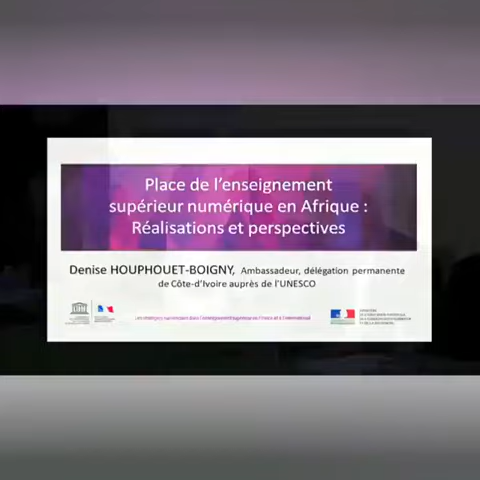 Place de l'enseignement
supérieur numérique en Afrique :
Réalisations et perspectives
Denise HOUPHOUET-BOIGNY, Ambassadeur, délégation permanente
de Côte-d'Ivoire auprès de l'UNESCO